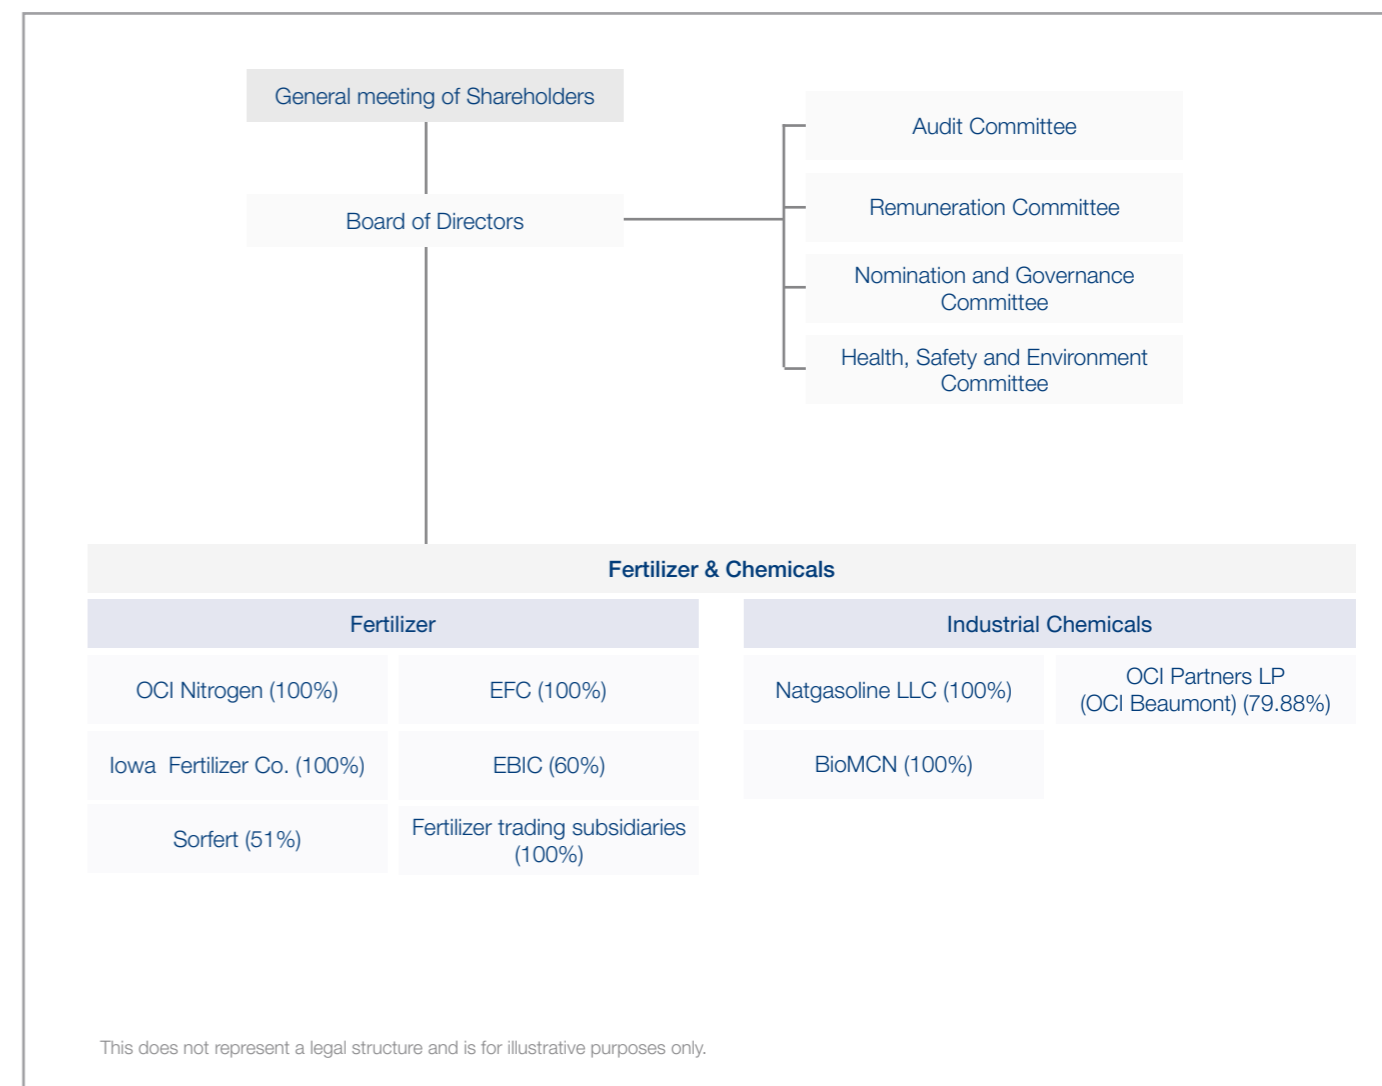 General meeting of Shareholders
Board of Directors
Audit Committee
Remuneration Committee
Nomination and Governance
Committee
Health, Safety and Environment
Committee
Fertilizer & Chemicals
Fertilizer
OCI Nitrogen (100%)
EFC (100%)
Iowa  Fertilizer Co. (100%)
EBIC (60%)
Sorfert (51%)
Fertilizer trading subsidiaries
(100%)
Industrial Chemicals
Natgasoline LLC (100%)
OCI Partners LP
(OCI Beaumont) (79.88%)
BioMCN (100%)
This does not represent a legal structure and is for illustrative purposes only.